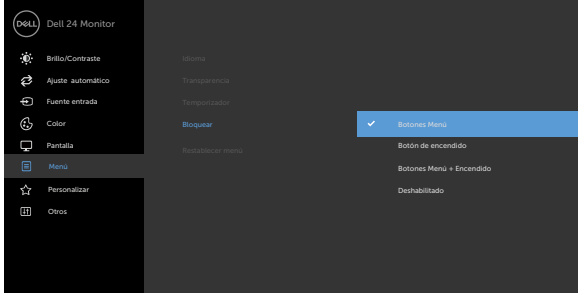 DELL
Dell 24 Monitor
Brillo/Contraste
Ajuste automático
Fuente entrada
Color
Pantalla
Menú
Personalizar
Otros
Idioma
Transparencia
Temporizador
Bloquear
Restablecer menú
Botones Menú
Botón de encendido
Botones Menú + Encendido
Deshabilitado